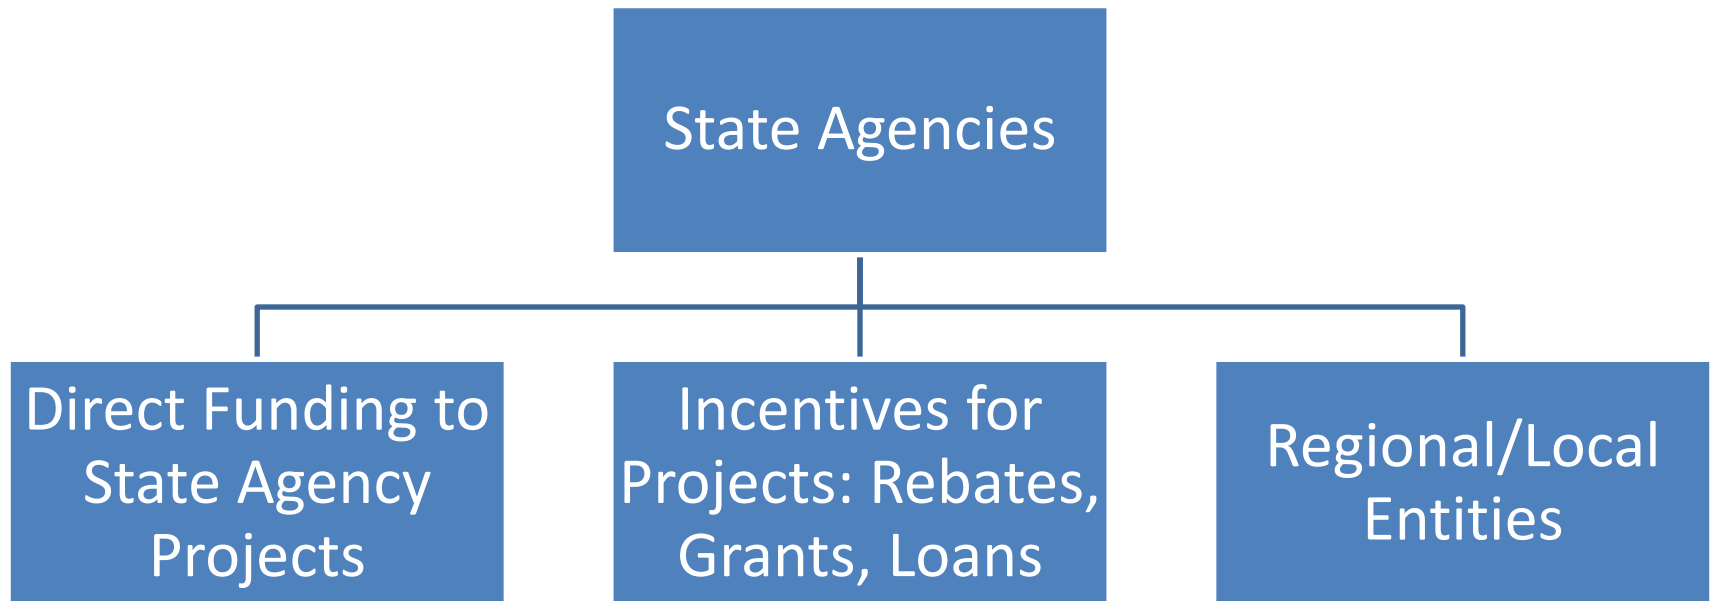 State Agencies
Direct Funding to
State Agency
Projects
Incentives for
Projects: Rebates,
Grants, Loans
Regional/Local
Entities